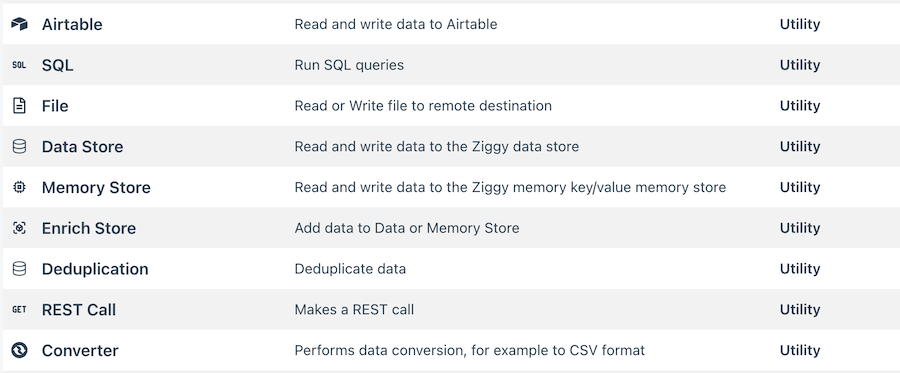 Airtable Read and write data to Airtable Utility
SQL SQL Run SQL queries Utility
File Read or Write file to remote destination Utility
Data Store Read and write data to the Ziggy data store Utility
Memory Store Read and write data to the Ziggy memory key/value memory store Utility
Enrich Store Add data to Data or Memory Store Utility
Deduplication Deduplicate data Utility
GET REST Call Makes a REST call Utility
Converter Performs data conversion, for example to CSV format Utility